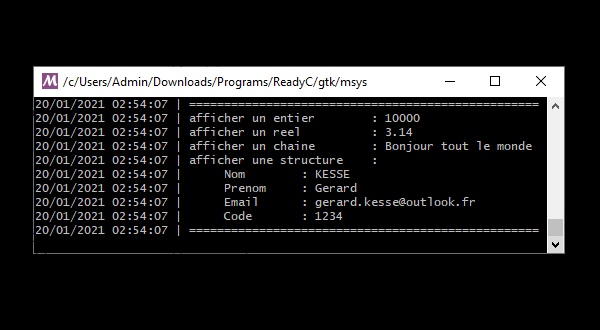 M /c/Users/Admin/Downloads/Programs/ReadyC/gtk/msys
20/01/2021 02:54:07 | ==================================================
20/01/2021 02:54:07 | afficher un entier : 10000
20/01/2021 02:54:07 | afficher un reel : 3.14
20/01/2021 02:54:07 | afficher un chaine : Bonjour tout le monde
20/01/2021 02:54:07 | afficher une structure :
20/01/2021 02:54:07 | Nom : KESSE
20/01/2021 02:54:07 | Prenom : Gerard
20/01/2021 02:54:07 | Email : gerard.kesse@outlook.fr
20/01/2021 02:54:07 | Code : 1234
20/01/2021 02:54:07 | ==================================================